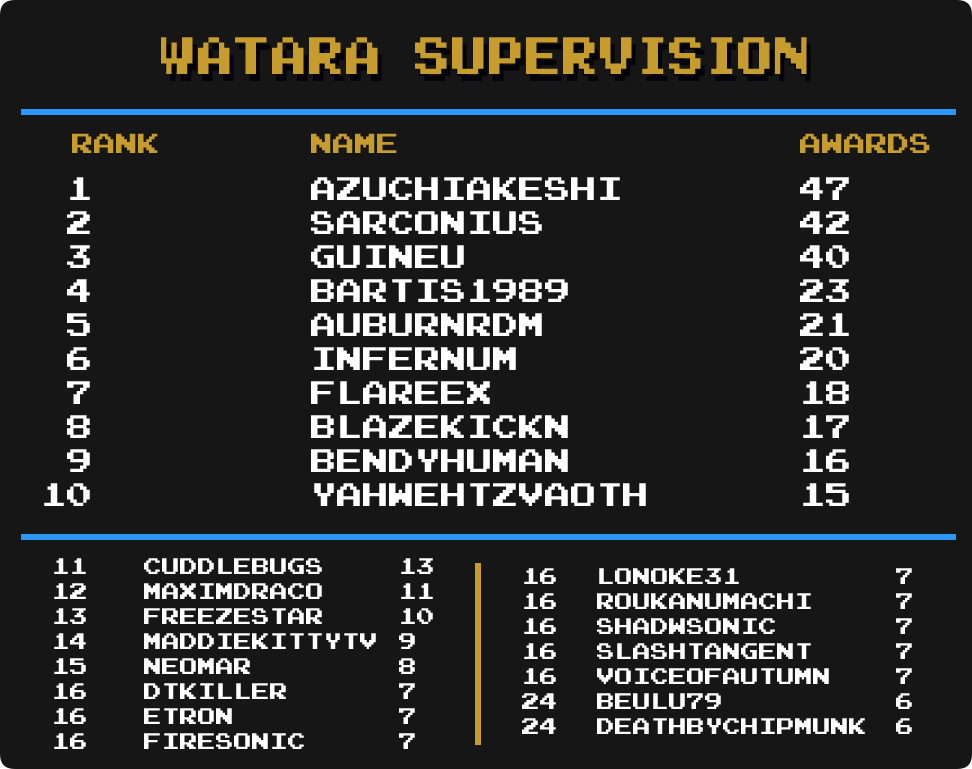 WATARA SUPERVISION
RANK NAME AWARDS
1 AZUCHIAKESHI 47
2 SARCONIUS 42
3 GUINEU 40
4 BARTIS1989 23
5 AUBURNRDM 21
6 INFERNUM 20
7 FLAREEX 18
8 BLAZEKICKN 17
9 BENDYHUMAN 16
10 YAHWEHTZVAOTH 15
11 CUDDLEBUGS 13
12 MAXIMDRACO 11
13 FREEZESTAR 10
14 MADDIEKITTYTV 9
15 NEOMAR 8
16 DTKILLER 7
16 ETRON 7
16 FIRESONIC 7
16 LONOKE31 7
16 ROUKANUMACHI 7
16 SHADWSONIC 7
16 SLASHTANGENT 7
16 VOICEOFAUTUMN 7
24 BEULU79 6
24 DEATHBYCHIPMUNK 6